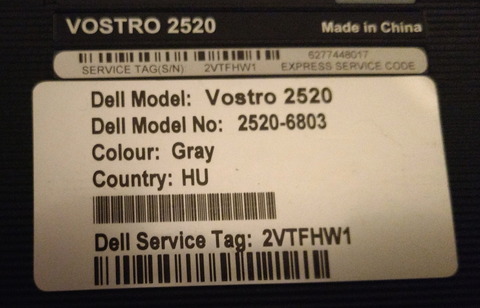 VOSTRO 2520 Made in China
2VTFHW1 6277448017
SERVICE TAG(S/N) EXPRESS SERVICE CODE
Dell Model: Vostro 2520
Dell Model No: 2520-6803
Colour: Gray
Country: HU
Dell Service Tag: 2VTFHW1